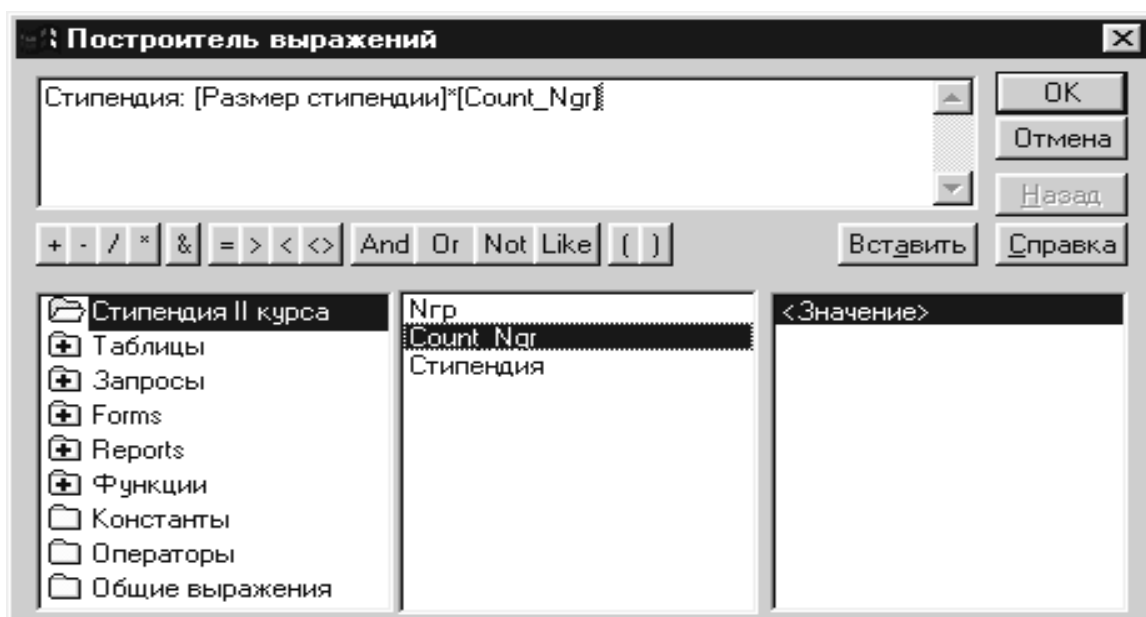 Построитель выражений
Стипендия: [Размер стипендии]*[Count_Ngr]
OK
Отмена
Назад
+ - / * & = > < <> And Or Not Like ( ) Вставить Справка
Стипендия II курса
Таблицы
Запросы
Forms
Reports
Функции
Константы
Операторы
Общие выражения
Nгр
Count_Ngr
Стипендия
<Значение>